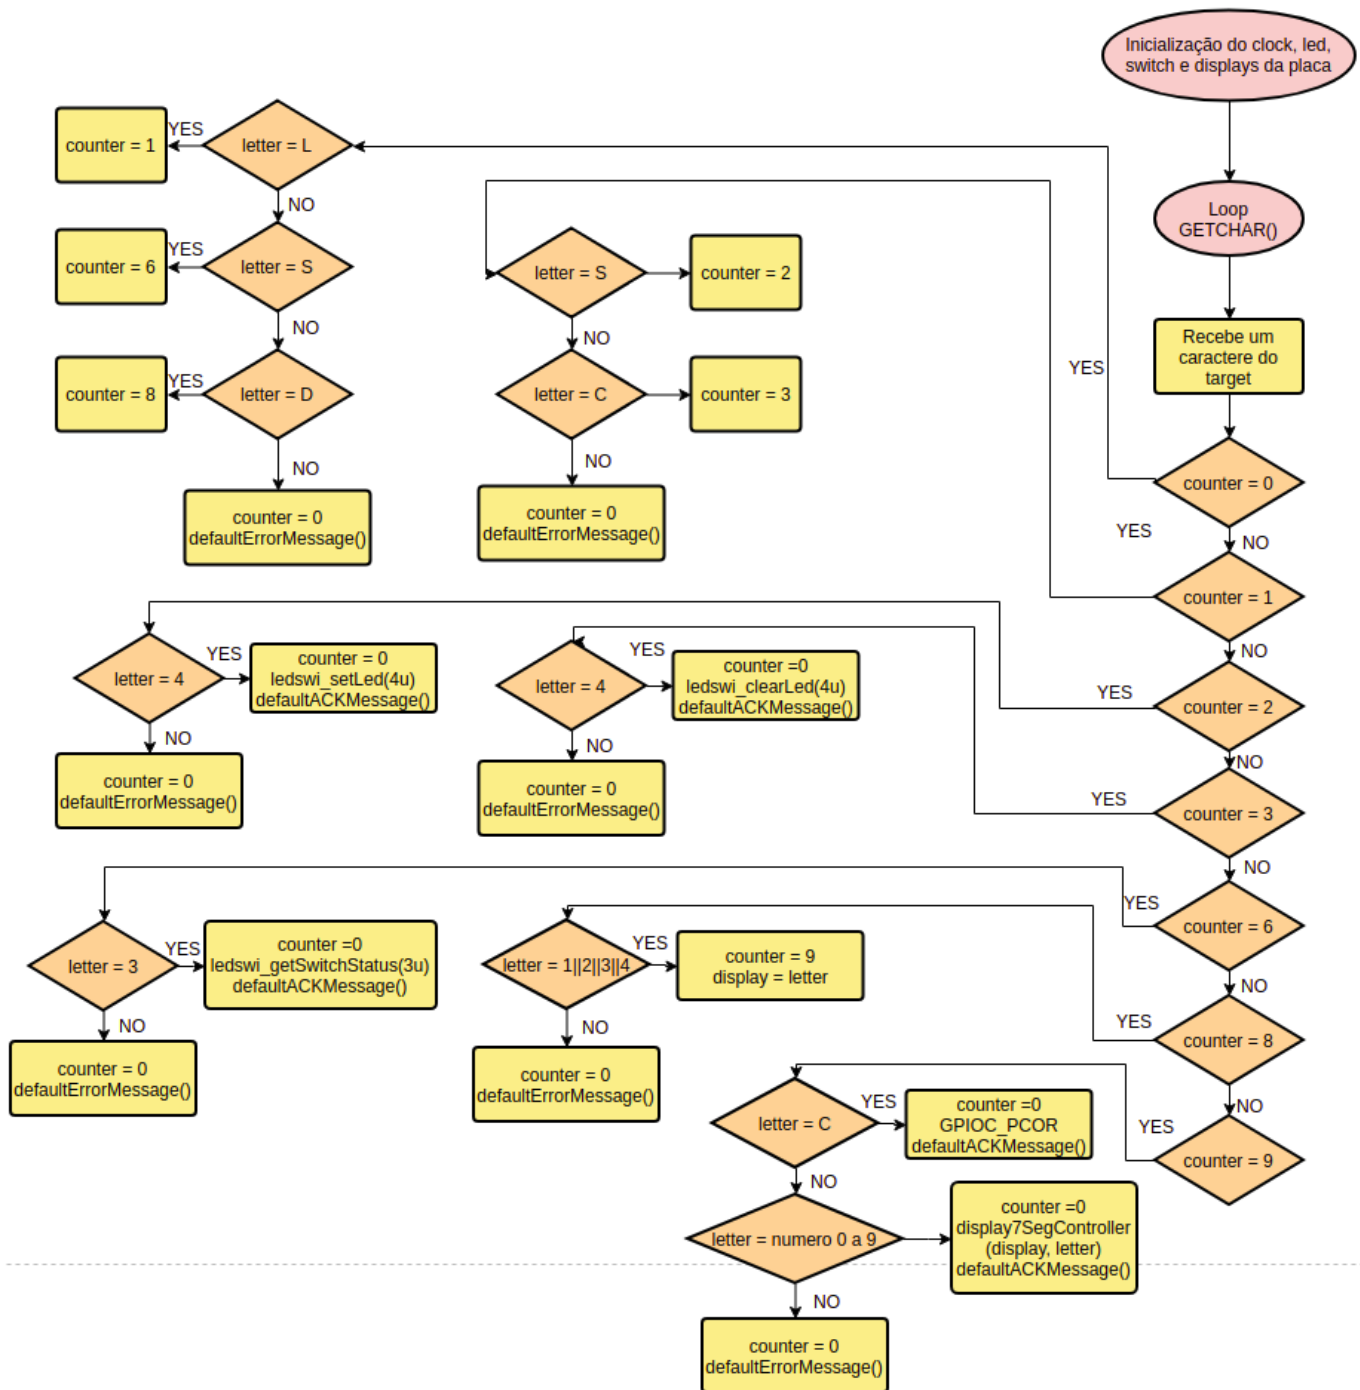 Inicialização do clock, led,
switch e displays da placa
Loop
GETCHAR()
Recebe um
caractere do
target
counter = 0
YES
NO
counter = 1
YES
NO
counter = 2
YES
NO
counter = 3
YES
NO
counter = 6
YES
NO
counter = 8
YES
NO
counter = 9
YES
letter = L
YES
counter = 1
NO
letter = S
YES
counter = 6
NO
letter = D
YES
counter = 8
NO
counter = 0
defaultErrorMessage()
letter = S
counter = 2
NO
letter = C
counter = 3
NO
counter = 0
defaultErrorMessage()
letter = 4
YES
counter = 0
ledswi_setLed(4u)
defaultACKMessage()
NO
counter = 0
defaultErrorMessage()
letter = 4
YES
counter =0
ledswi_clearLed(4u)
defaultACKMessage()
NO
counter = 0
defaultErrorMessage()
letter = 3
YES
counter =0
ledswi_getSwitchStatus(3u)
defaultACKMessage()
NO
counter = 0
defaultErrorMessage()
letter = 1||2||3||4
YES
counter = 9
display = letter
NO
counter = 0
defaultErrorMessage()
letter = C
YES
counter =0
GPIOC_PCOR
defaultACKMessage()
NO
letter = numero 0 a 9
counter =0
display7SegController
(display, letter)
defaultACKMessage()
NO
counter = 0
defaultErrorMessage()